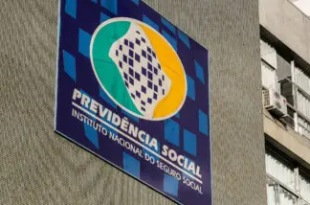 PREVIDÊNCIA SOCIAL
INSTITUTO NACIONAL DO SEGURO SOCIAL